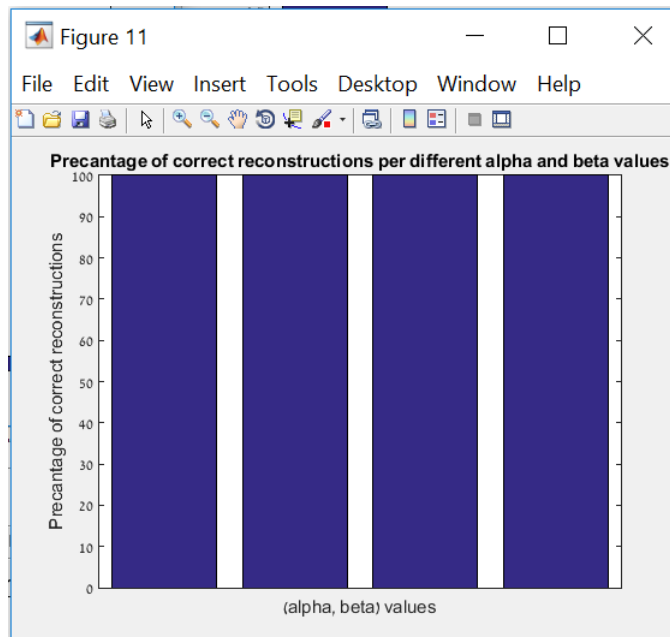 Figure 11
File Edit View Insert Tools Desktop Window Help
Precantage of correct reconstructions per different alpha and beta values
Precantage of correct reconstructions
100
90
80
70
60
50
40
30
20
10
0
(alpha, beta) values